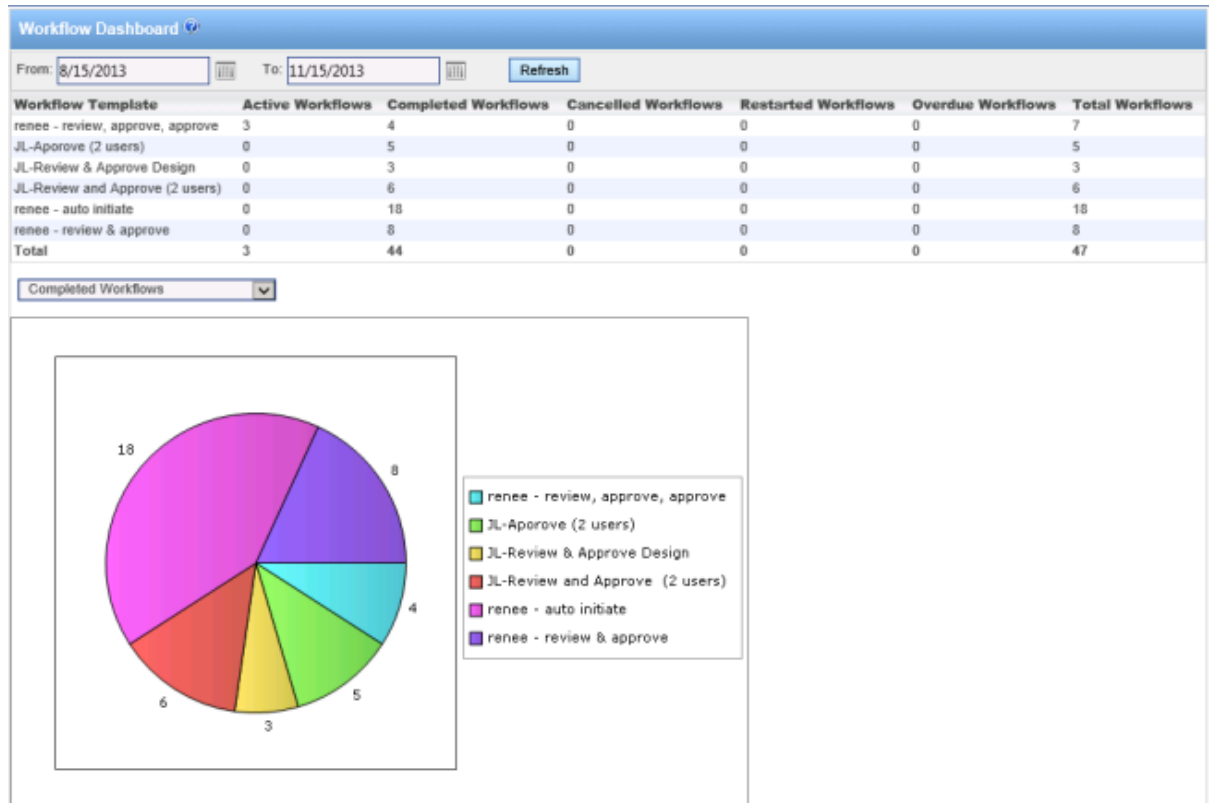 Workflow Dashboard
From: 8/15/2013 To: 11/15/2013 Refresh
Workflow Template Active Workflows Completed Workflows Cancelled Workflows Restarted Workflows Overdue Workflows Total Workflows
renee - review, approve, approve 3 4 0 0 0 7
JL-Aporove (2 users) 0 5 0 0 0 5
JL-Review & Approve Design 0 3 0 0 0 3
JL-Review and Approve (2 users) 0 6 0 0 0 6
renee - auto initiate 0 18 0 0 0 18
renee - review & approve 0 8 0 0 0 8
Total 3 44 0 0 0 47
Completed Workflows
18
8
4
5
3
6
renee - review, approve, approve
JL-Aporove (2 users)
JL-Review & Approve Design
JL-Review and Approve (2 users)
renee - auto initiate
renee - review & approve